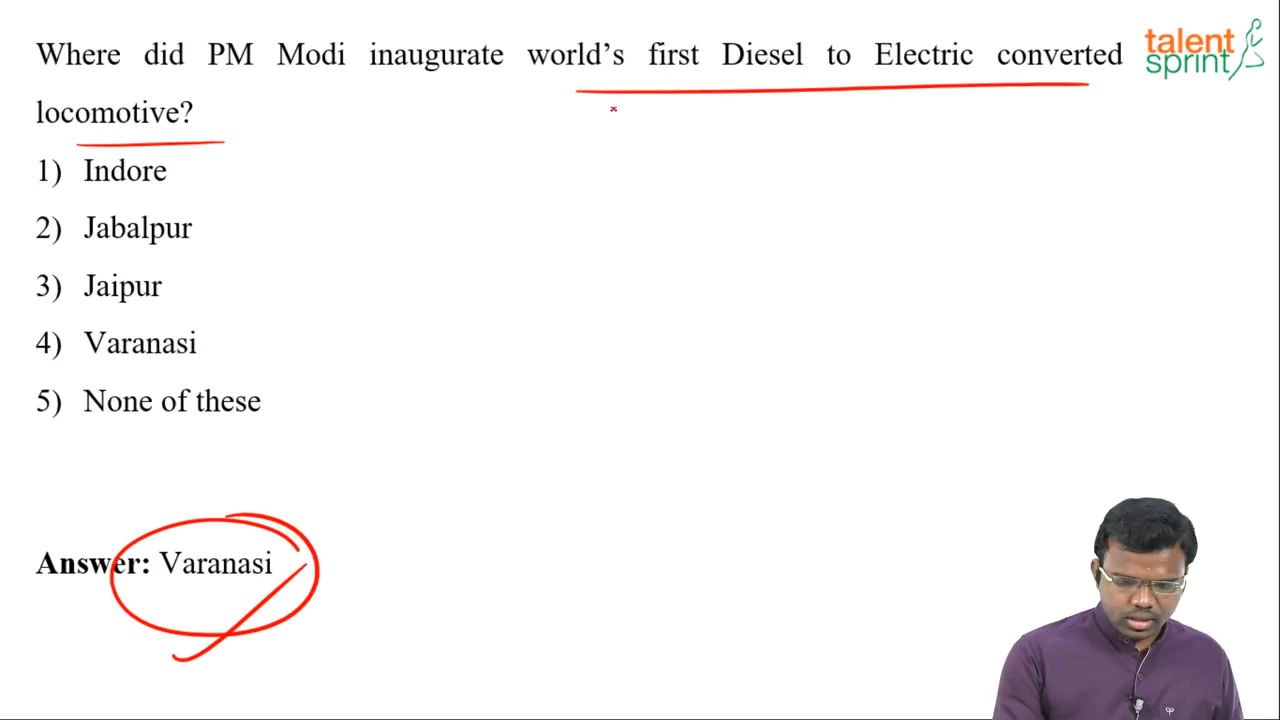 Where did PM Modi inaugurate world’s first Diesel to Electric converted
locomotive?
talent
sprint
1) Indore
2) Jabalpur
3) Jaipur
4) Varanasi
5) None of these
Answer: Varanasi